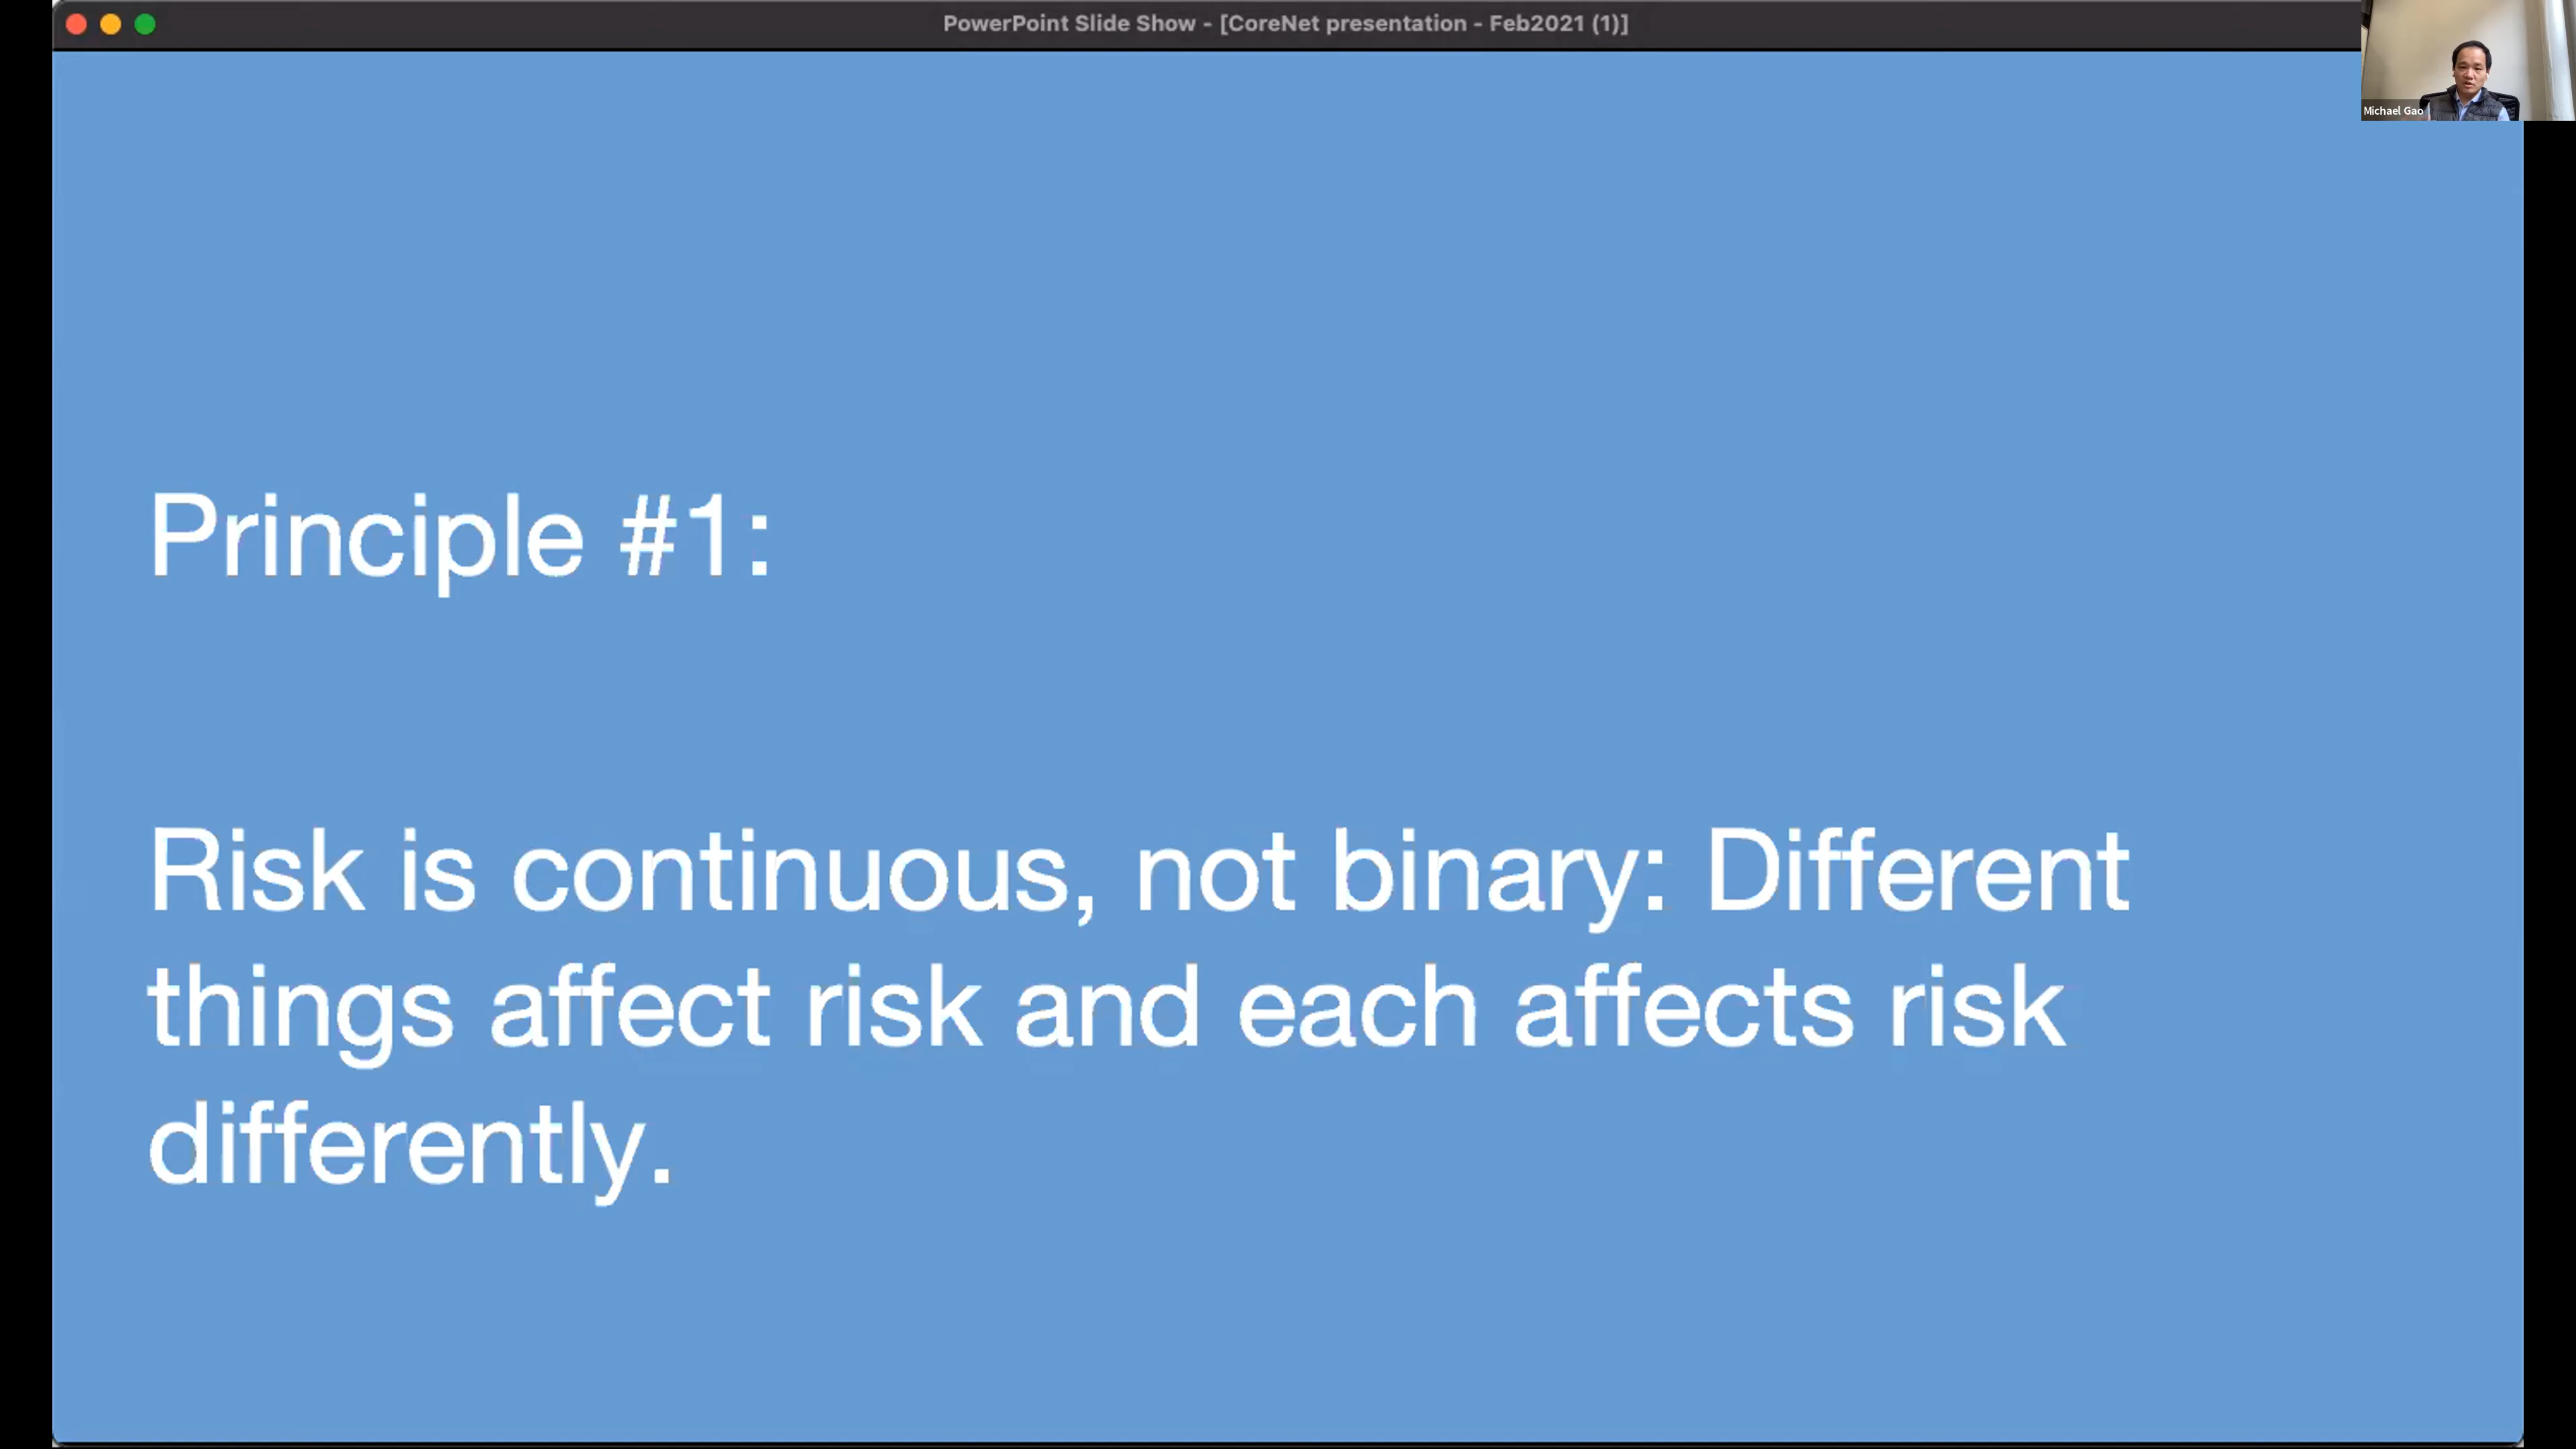 PowerPoint Slide Show - [CoreNet presentation - Feb2021 (1)]
Michael Gao
Principle #1:
Risk is continuous, not binary: Different
things affect risk and each affects risk
differently.